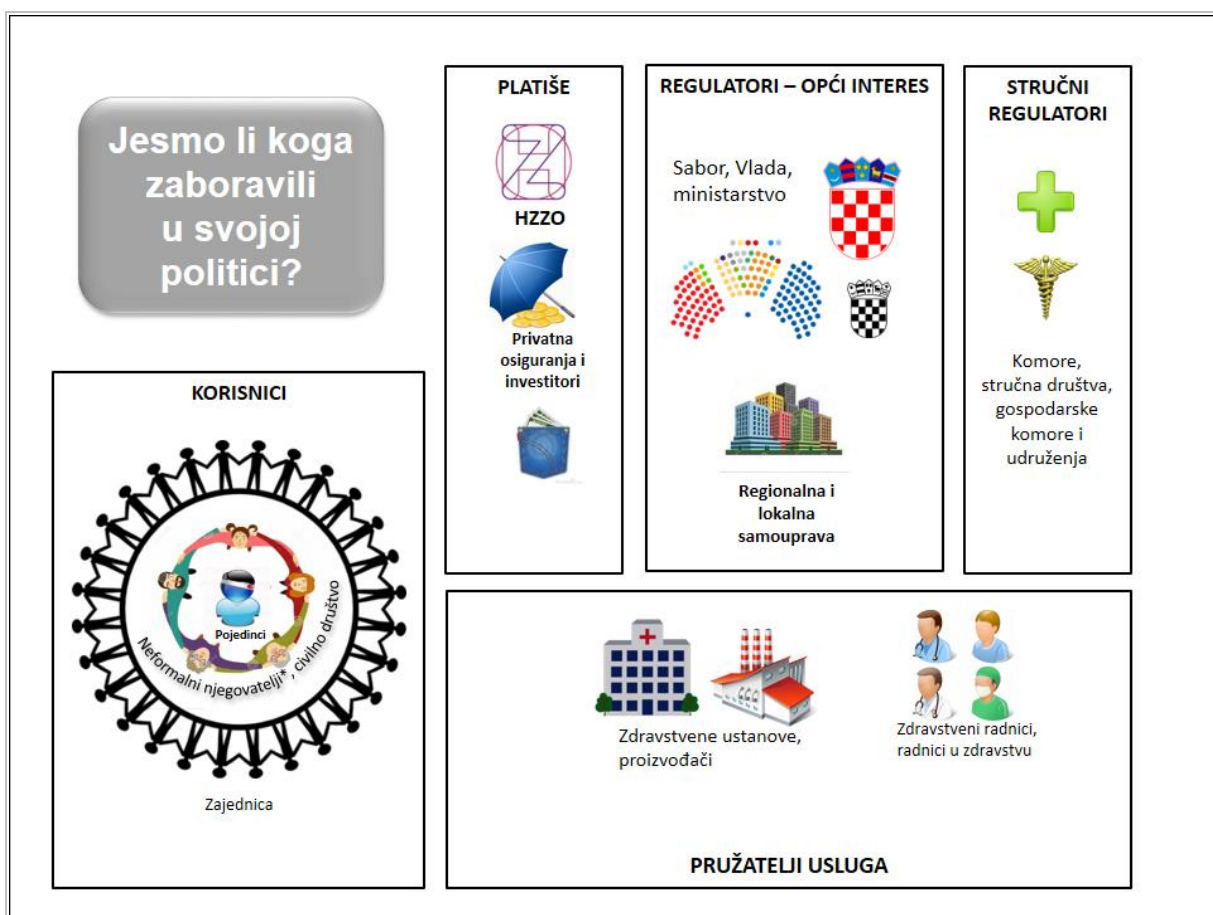 Jesmo li koga
zaboravili
u svojoj
politici?
PLATIŠE
HZZO
Privatna
osiguranja i
investitori
REGULATORI – OPĆI INTERES
Sabor, Vlada,
ministarstvo
Regionalna i
lokalna
samouprava
STRUČNI
REGULATORI
Komore,
stručna društva,
gospodarske
komore i
udruženja
KORISNICI
Pojedinci
Neformalni njegovatelji*, civilno društvo
Zajednica
Zdravstvene ustanove,
proizvođači
Zdravstveni radnici,
radnici u zdravstvu
PRUŽATELJI USLUGA